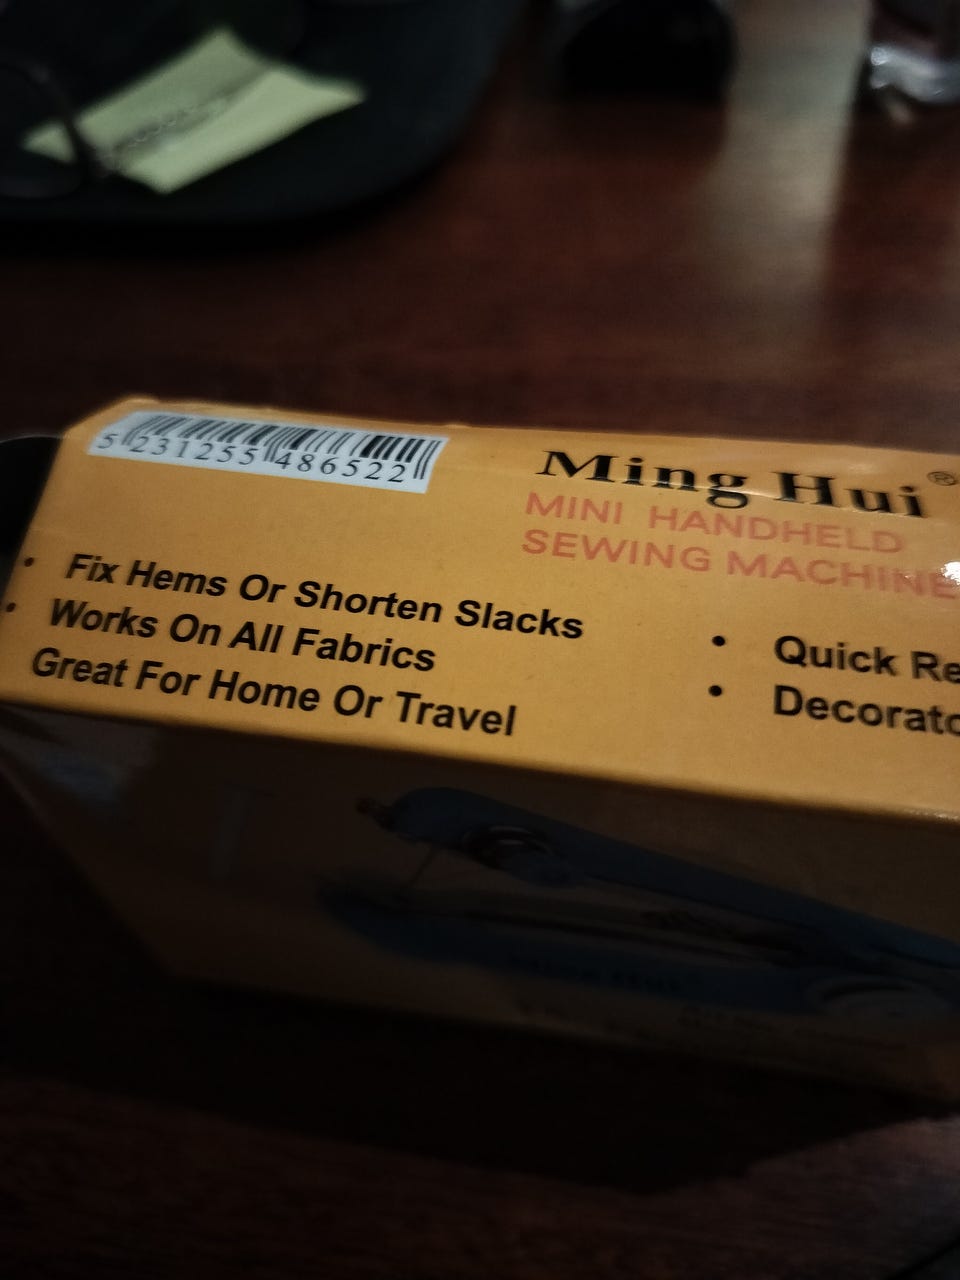 5 231255 486522
Ming Hui®
MINI HANDHELD
SEWING MACHINE
• Fix Hems Or Shorten Slacks
• Works On All Fabrics
Great For Home Or Travel
• Quick
•